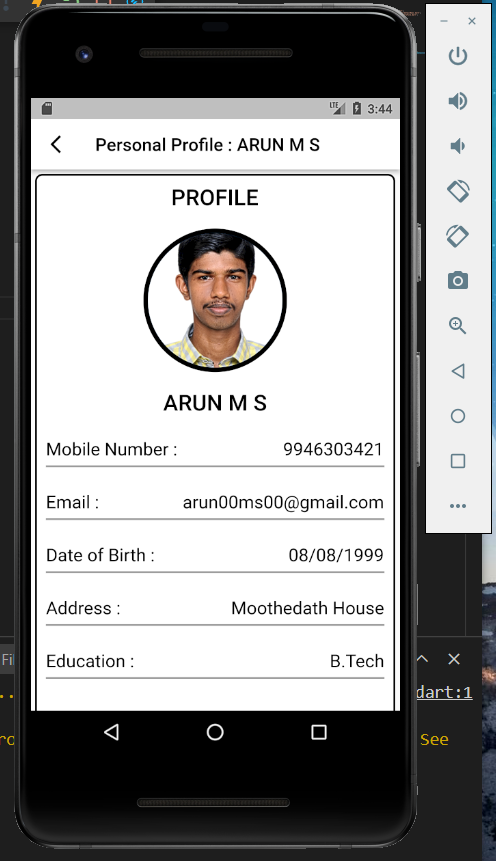 LTE 3:44
Personal Profile : ARUN M S
PROFILE
ARUN M S
Mobile Number : 9946303421
Email : arun00ms00@gmail.com
Date of Birth : 08/08/1999
Address : Moothedath House
Education : B.Tech
Fi
dart:1
ro See